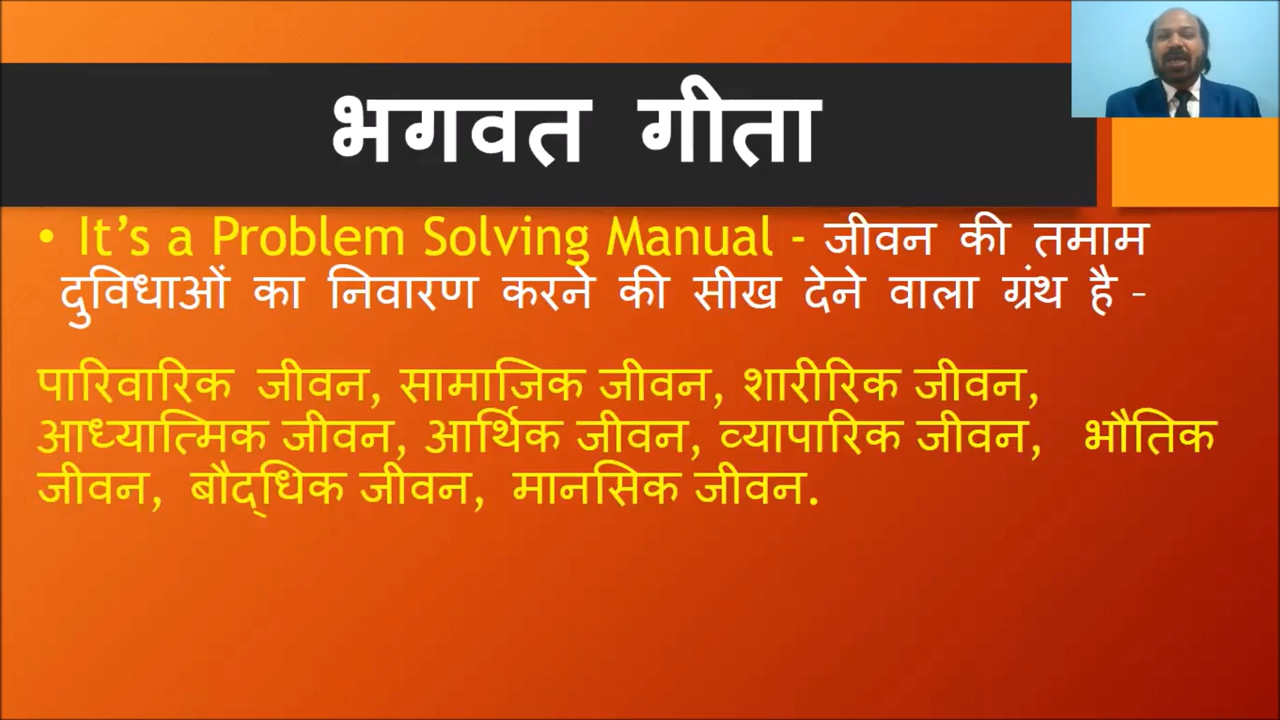 भगवत गीता
• It’s a Problem Solving Manual - जीवन की तमाम
दुविधाओं का निवारण करने की सीख देने वाला ग्रंथ है -
पारिवारिक जीवन, सामाजिक जीवन, शारीरिक जीवन,
आध्यात्मिक जीवन, आर्थिक जीवन, व्यापारिक जीवन, भौतिक
जीवन, बौद्‌धिक जीवन, मानसिक जीवन.